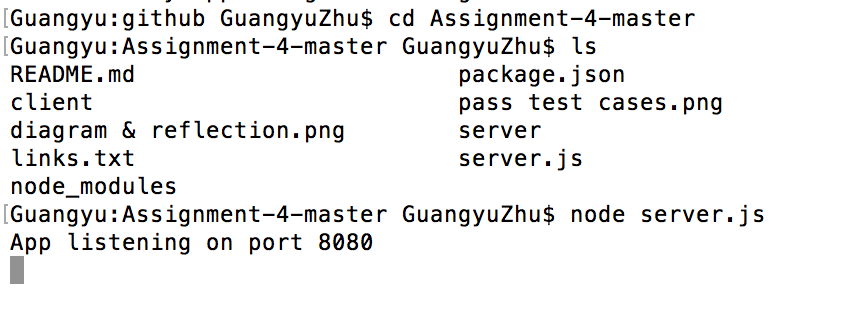 [Guangyu:github GuangyuZhu$ cd Assignment-4-master
[Guangyu:Assignment-4-master GuangyuZhu$ ls
README.md package.json
client pass test cases.png
diagram & reflection.png server
links.txt server.js
node_modules
[Guangyu:Assignment-4-master GuangyuZhu$ node server.js
App listening on port 8080